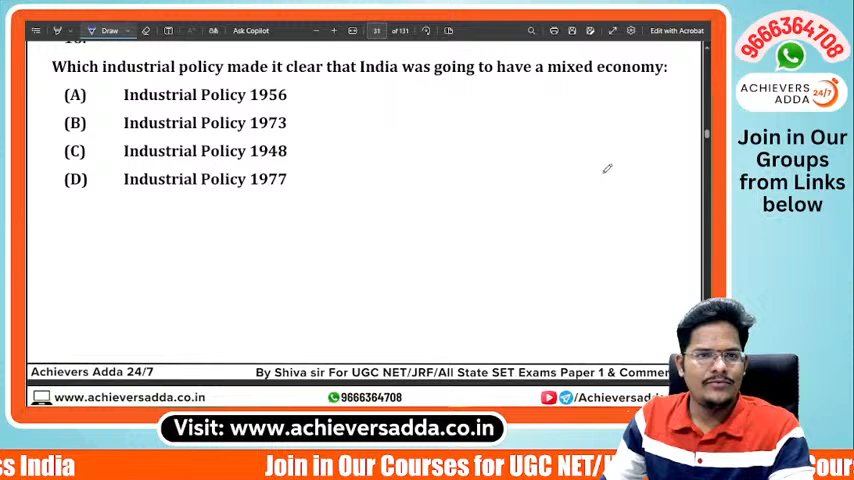 Draw
Ask Copilot
31
of 131
Edit with Acrobat
Which industrial policy made it clear that India was going to have a mixed economy:
(A) Industrial Policy 1956
(B) Industrial Policy 1973
(C) Industrial Policy 1948
(D) Industrial Policy 1977
Achievers Adda 24/7
By Shiva sir For UGC NET/JRF/All State SET Exams Paper 1 & Commer
www.achieversadda.co.in
9666364708
/Achieversad
9666364708
ACHIEVERS
ADDA 24/7
Join in Our
Groups
from Links
below
Visit: www.achieversadda.co.in
ss India
Join in Our Courses for UGC NET/
Cour